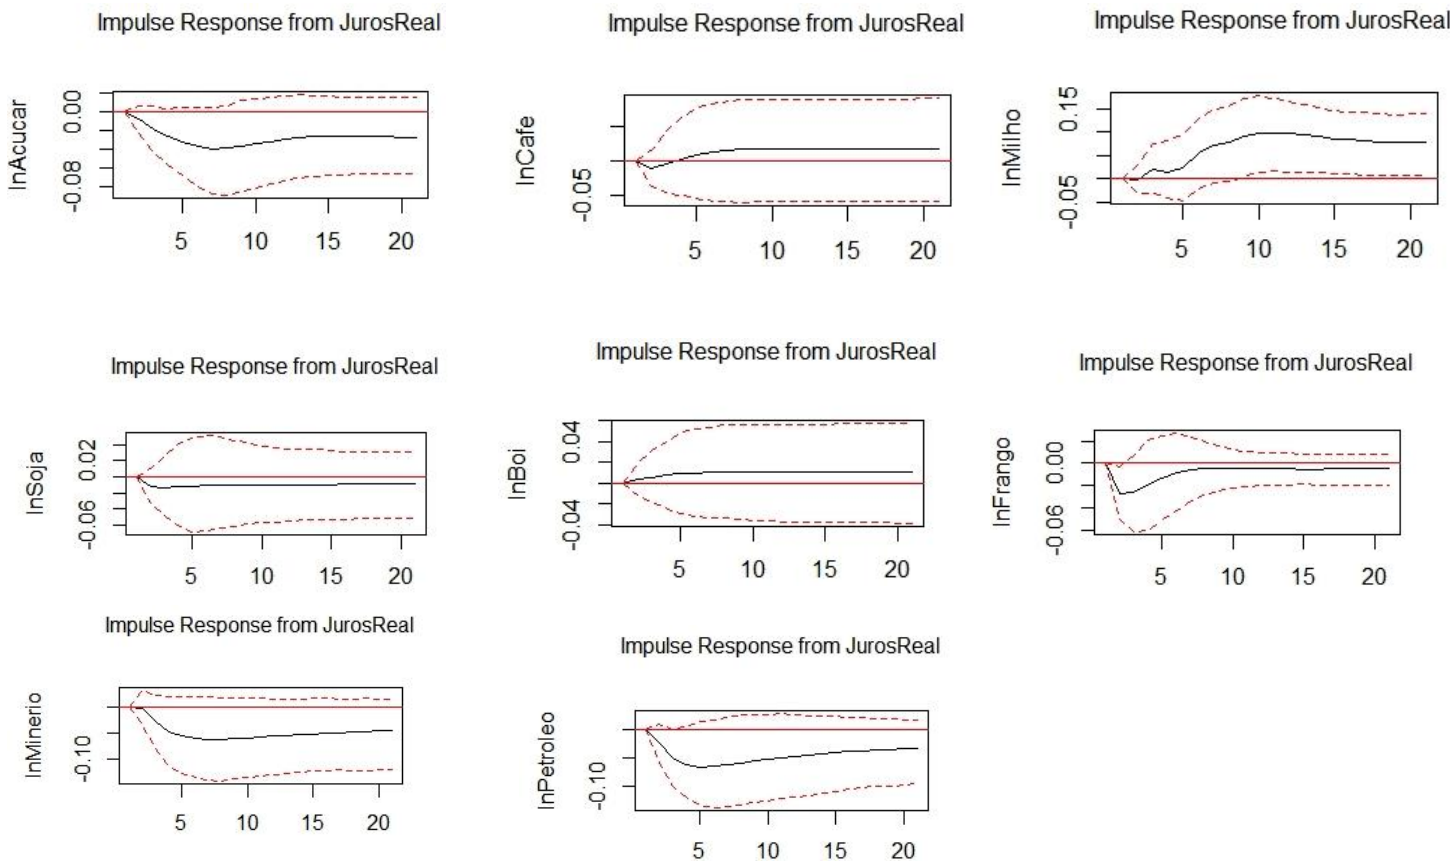 Impulse Response from JurosReal
Impulse Response from JurosReal
Impulse Response from JurosReal
lnAcucar
0.00
-0.08
5 10 15 20
lnCafe
-0.05
5 10 15 20
lnMilho
0.15
-0.05
5 10 15 20
Impulse Response from JurosReal
Impulse Response from JurosReal
Impulse Response from JurosReal
lnSoja
0.02
-0.06
5 10 15 20
lnBoi
0.04
-0.04
5 10 15 20
lnFrango
0.00
-0.06
5 10 15 20
Impulse Response from JurosReal
Impulse Response from JurosReal
lnMinerio
-0.10
5 10 15 20
lnPetroleo
-0.10
5 10 15 20